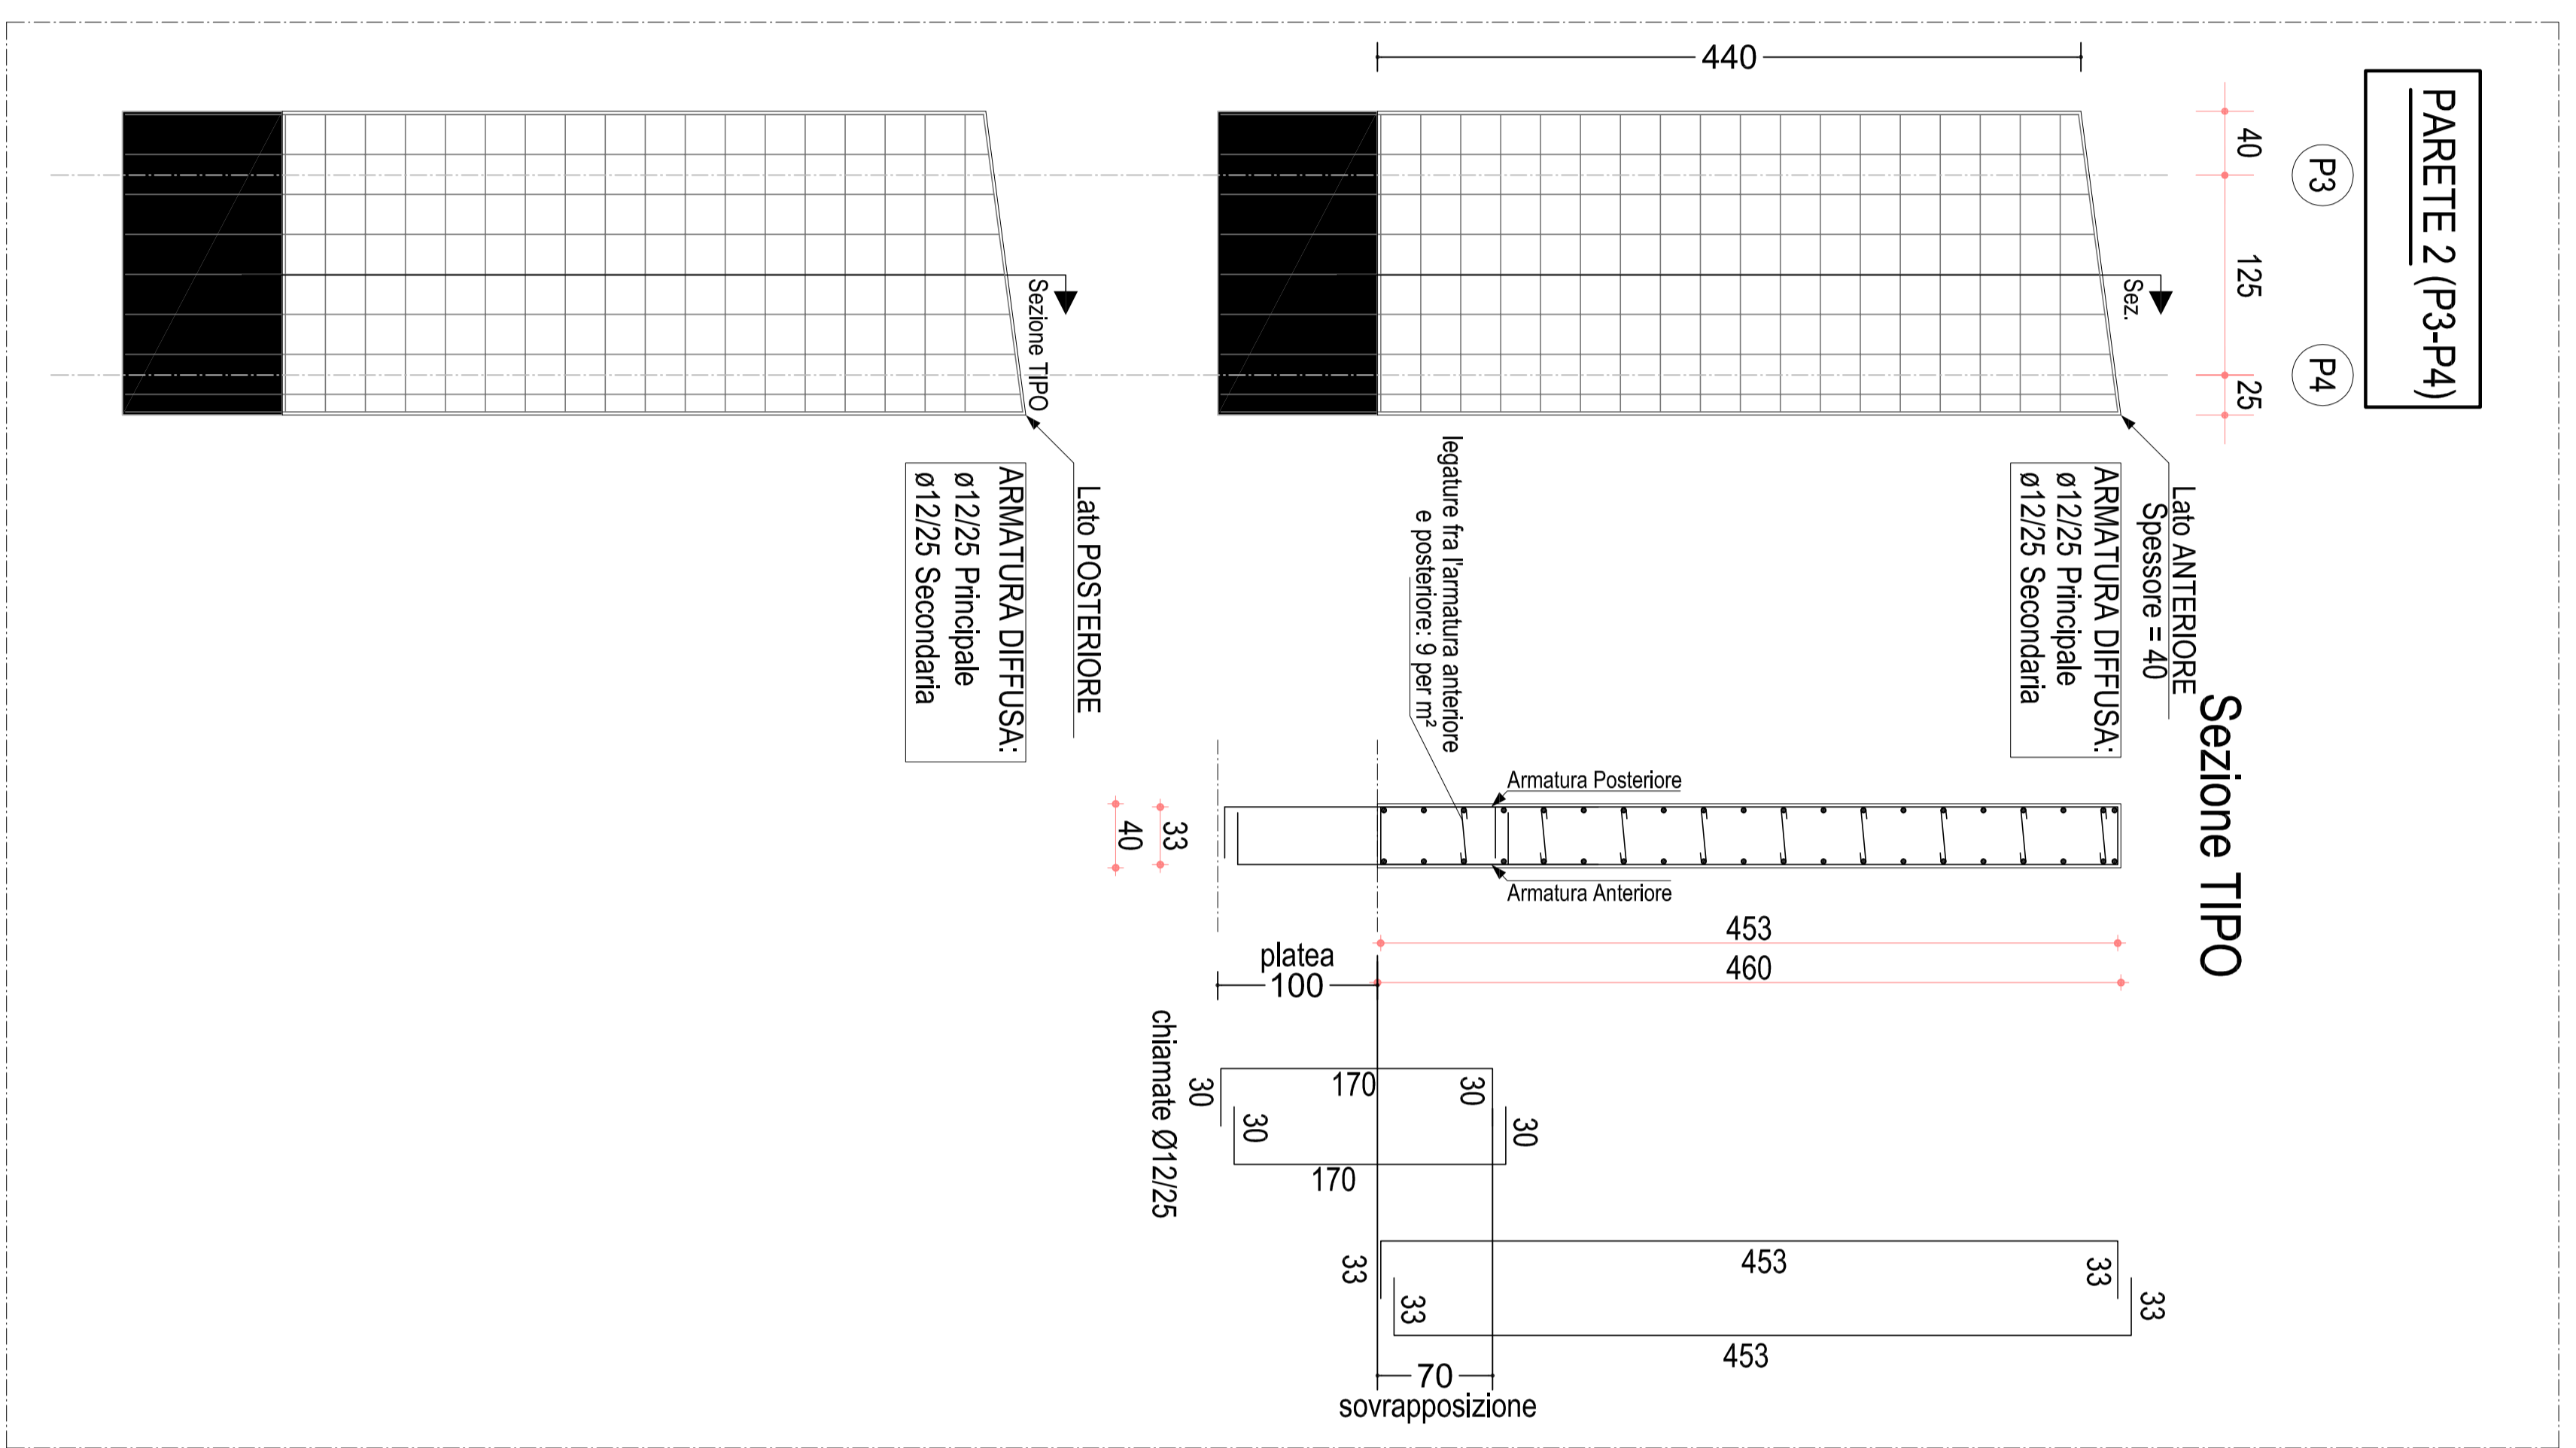 PARETE 2 (P3-P4)
P3
P4
40
125
25
440
Sez.
Lato ANTERIORE
Spessore = 40
ARMATURA DIFFUSA:
ø12/25 Principale
ø12/25 Secondaria
Sezione TIPO
legature fra l'armatura anteriore
e posteriore: 9 per m²
Armatura Posteriore
Armatura Anteriore
33
40
453
460
platea
100
chiamate Ø12/25
30
170
30
30
170
30
33
453
33
33
453
33
70
sovrapposizione
Sezione TIPO
Lato POSTERIORE
ARMATURA DIFFUSA:
ø12/25 Principale
ø12/25 Secondaria